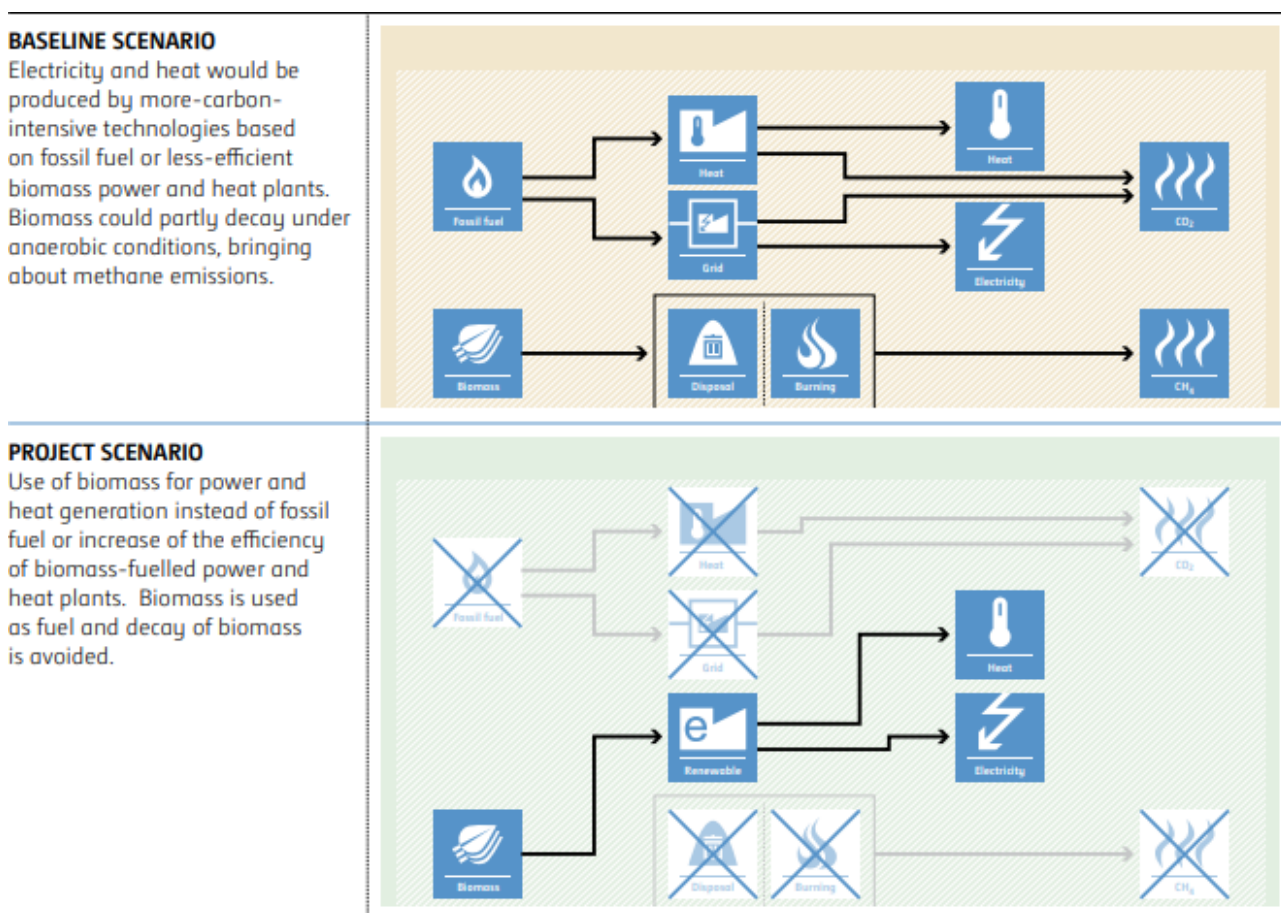 BASELINE SCENARIO
Electricity and heat would be
produced by more-carbon-
intensive technologies based
on fossil fuel or less-efficient
biomass power and heat plants.
Biomass could partly decay under
anaerobic conditions, bringing
about methane emissions.
Fossil fuel
Heat
Grid
Heat
Electricity
CO₂
Biomass
Disposal
Burning
CH₄
PROJECT SCENARIO
Use of biomass for power and
heat generation instead of fossil
fuel or increase of the efficiency
of biomass-fuelled power and
heat plants.  Biomass is used
as fuel and decay of biomass
is avoided.
Fossil fuel
Heat
Grid
CO₂
Heat
e
Renewable
Electricity
Biomass
Disposal
Burning
CH₄